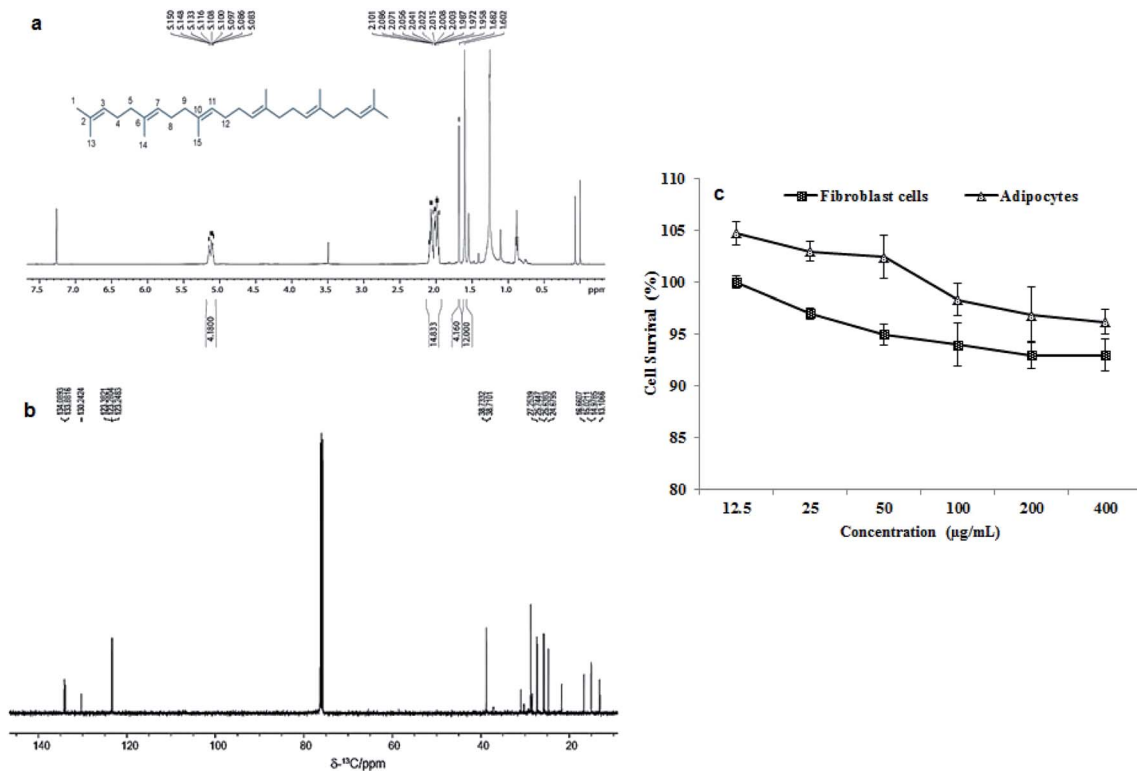 a
5.150 5.148 5.133 5.116 5.108 5.100 5.097 5.086 5.083
2.101 2.086 2.071 2.056 2.041 2.022 2.015 2.008 2.003 1.987 1.972 1.958 1.682 1.602
1 2 3 4 5 6 7 8 9 10 11 12
13 14 15
7.5 7.0 6.5 6.0 5.5 5.0 4.5 4.0 3.5 3.0 2.5 2.0 1.5 1.0 0.5 ppm
4.1800 14.833 4.160 12.000
b
130.2424
38.7332 38.7101
140 120 100 80 60 40 20
δ-¹³C/ppm
c
Fibroblast cells Adipocytes
110
105
100
95
90
85
80
Cell Survival (%)
12.5 25 50 100 200 400
Concentration (µg/mL)